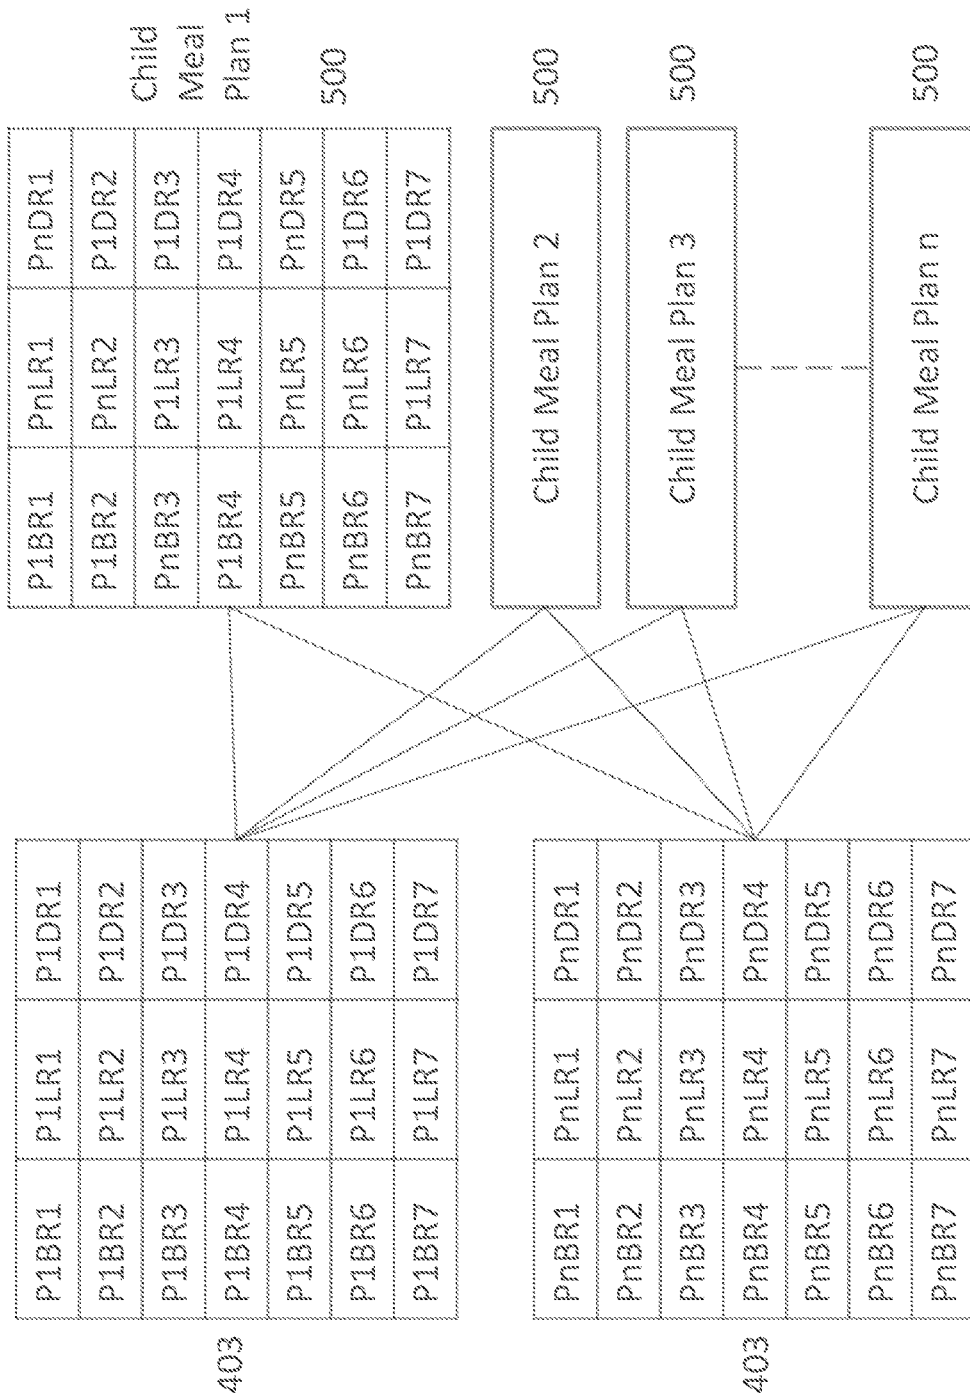 403
P1BR1 P1LR1 P1DR1
P1BR2 P1LR2 P1DR2
P1BR3 P1LR3 P1DR3
P1BR4 P1LR4 P1DR4
P1BR5 P1LR5 P1DR5
P1BR6 P1LR6 P1DR6
P1BR7 P1LR7 P1DR7
403
PnBR1 PnLR1 PnDR1
PnBR2 PnLR2 PnDR2
PnBR3 PnLR3 PnDR3
PnBR4 PnLR4 PnDR4
PnBR5 PnLR5 PnDR5
PnBR6 PnLR6 PnDR6
PnBR7 PnLR7 PnDR7
P1BR1 PnLR1 PnDR1
P1BR2 PnLR2 P1DR2
PnBR3 P1LR3 P1DR3
P1BR4 P1LR4 P1DR4
PnBR5 PnLR5 PnDR5
PnBR6 PnLR6 P1DR6
PnBR7 P1LR7 P1DR7
Child
Meal
Plan 1
500
Child Meal Plan 2
500
Child Meal Plan 3
500
Child Meal Plan n
500